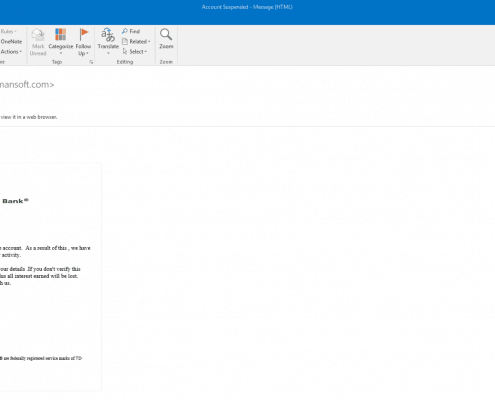 Account Suspended - Message (HTML)
Rules
OneNote
Actions
Mark Unread
Categorize
Follow Up
Tags
Translate
Find
Related
Select
Editing
Zoom
Zoom
mansoft.com>
view it in a web browser.
Bank®
account. As a result of this , we have
activity.
our details .If you don't verify this
us all interest earned will be lost,
h us.
are federally registered service marks of TD